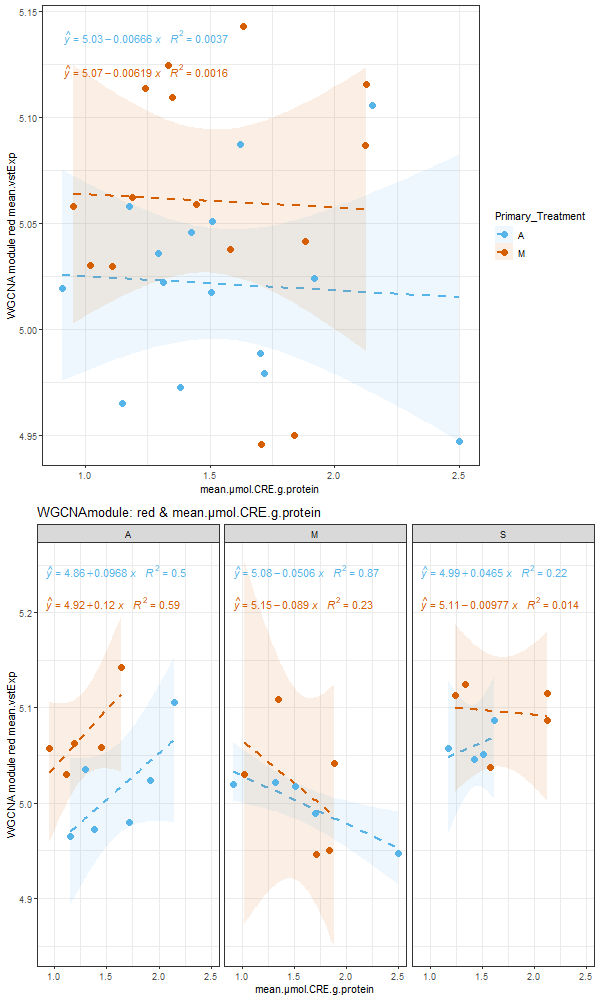 5.15
ŷ = 5.03 − 0.00666 x R² = 0.0037
ŷ = 5.07 − 0.00619 x R² = 0.0016
5.10
5.05
5.00
4.95
WGCNA module red mean.vstExp
1.0 1.5 2.0 2.5
mean.µmol.CRE.g.protein
Primary_Treatment
A
M
WGCNAmodule: red & mean.µmol.CRE.g.protein
A M S
ŷ = 4.86 + 0.0968 x R² = 0.5
ŷ = 4.92 + 0.12 x R² = 0.59
ŷ = 5.08 − 0.0506 x R² = 0.87
ŷ = 5.15 − 0.089 x R² = 0.23
ŷ = 4.99 + 0.0465 x R² = 0.22
ŷ = 5.11 − 0.00977 x R² = 0.014
5.2
5.1
5.0
4.9
WGCNA module red mean.vstExp
1.0 1.5 2.0 2.5 1.0 1.5 2.0 2.5 1.0 1.5 2.0 2.5
mean.µmol.CRE.g.protein